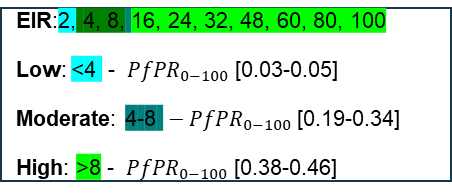 EIR:2, 4, 8, 16, 24, 32, 48, 60, 80, 100
Low: <4 - PfPR₀₋₁₀₀ [0.03-0.05]
Moderate: 4-8 – PfPR₀₋₁₀₀ [0.19-0.34]
High: >8 - PfPR₀₋₁₀₀ [0.38-0.46]